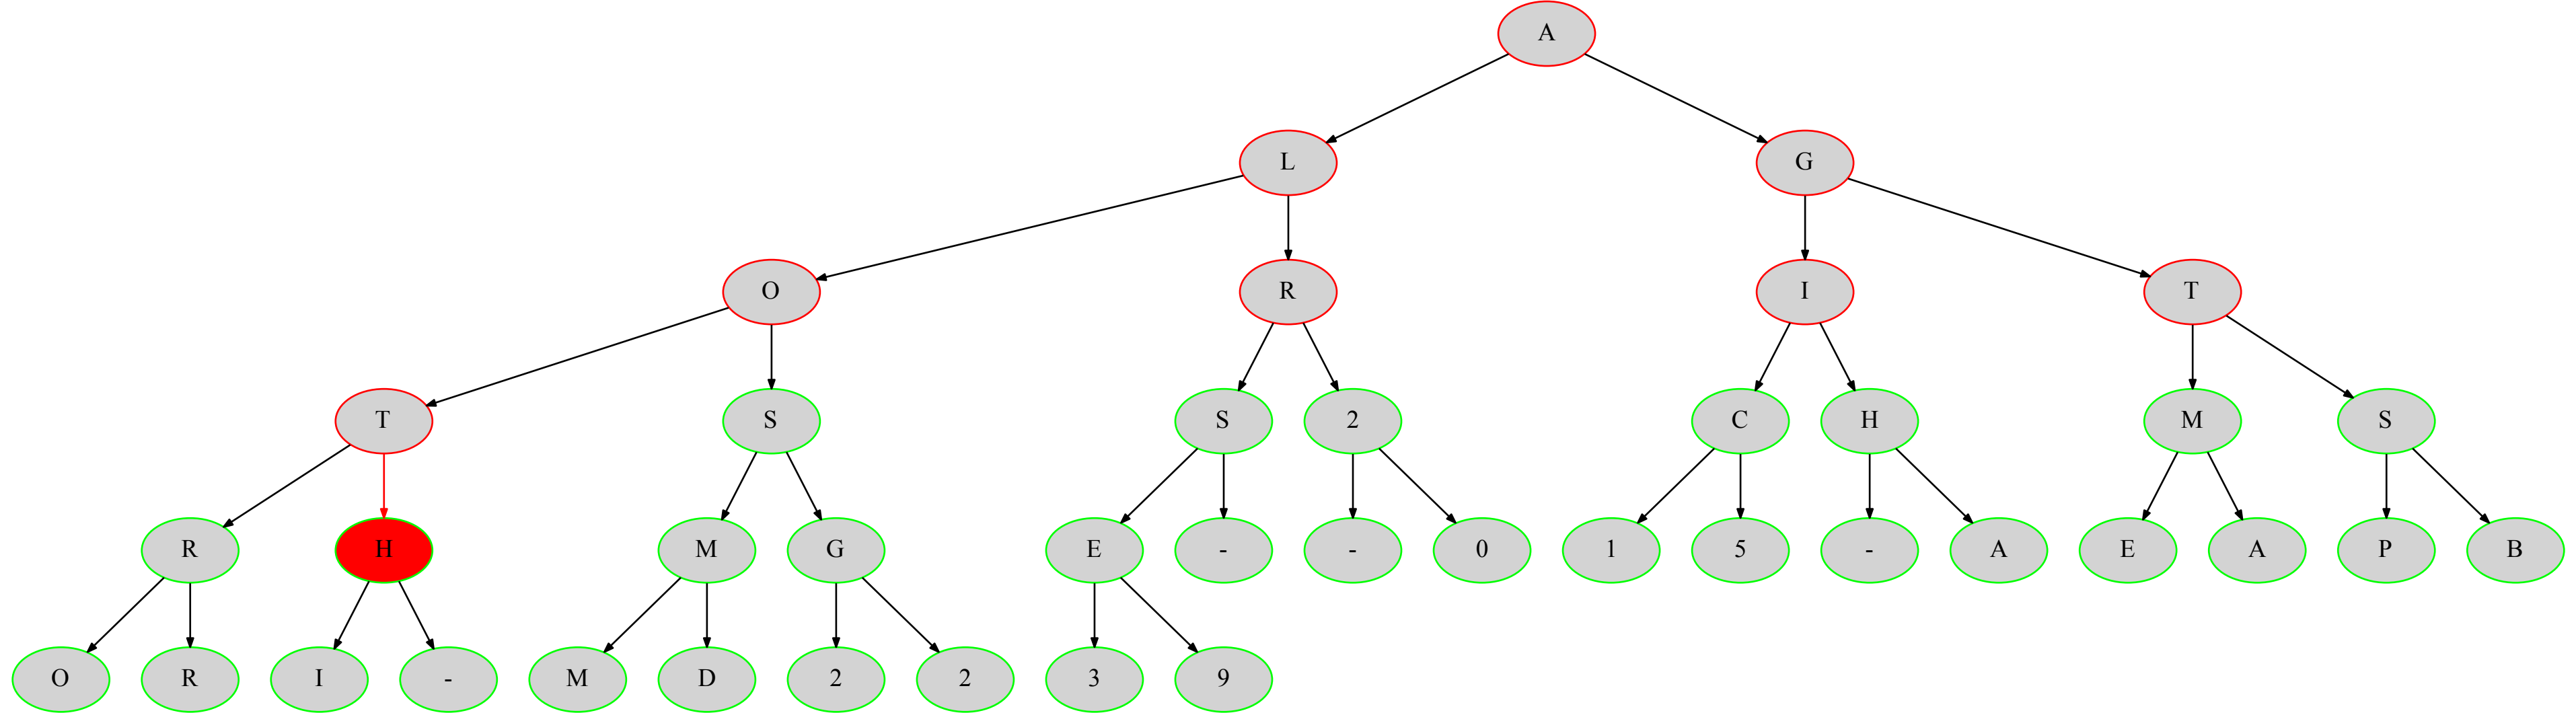 A
L G
O R I T
T S S 2 C H M S
R H M G E - - 0 1 5 - A E A P B
O R I - M D 2 2 3 9